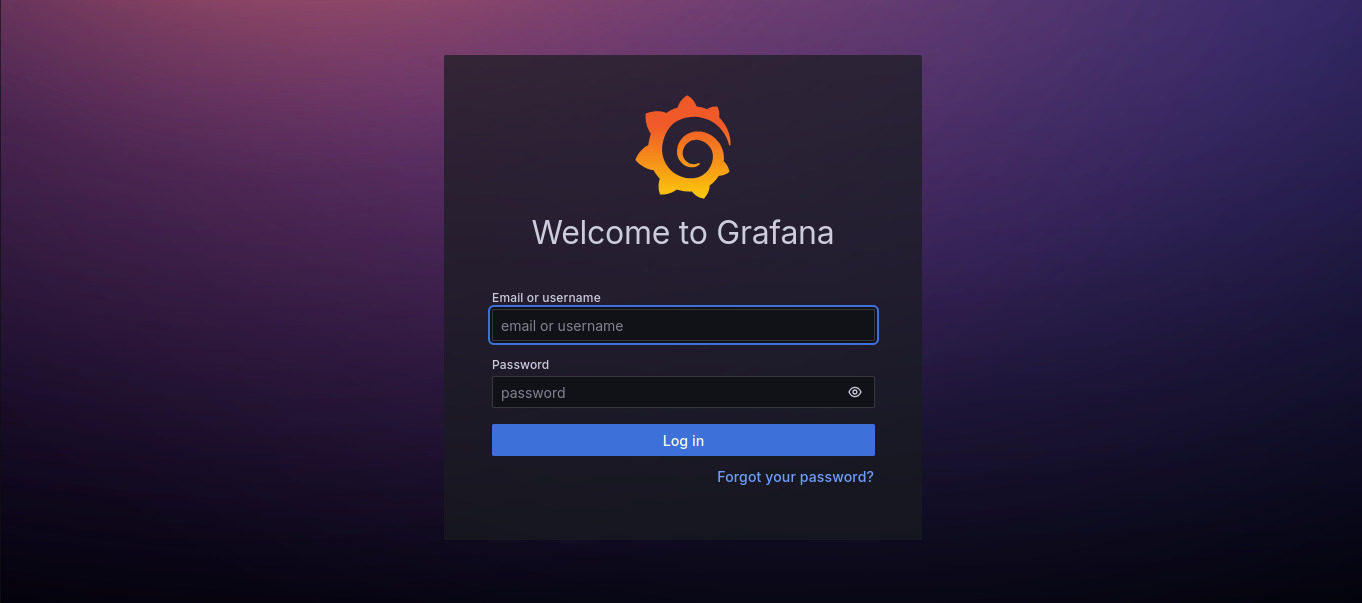 Welcome to Grafana
Email or username
email or username
Password
password
Log in
Forgot your password?